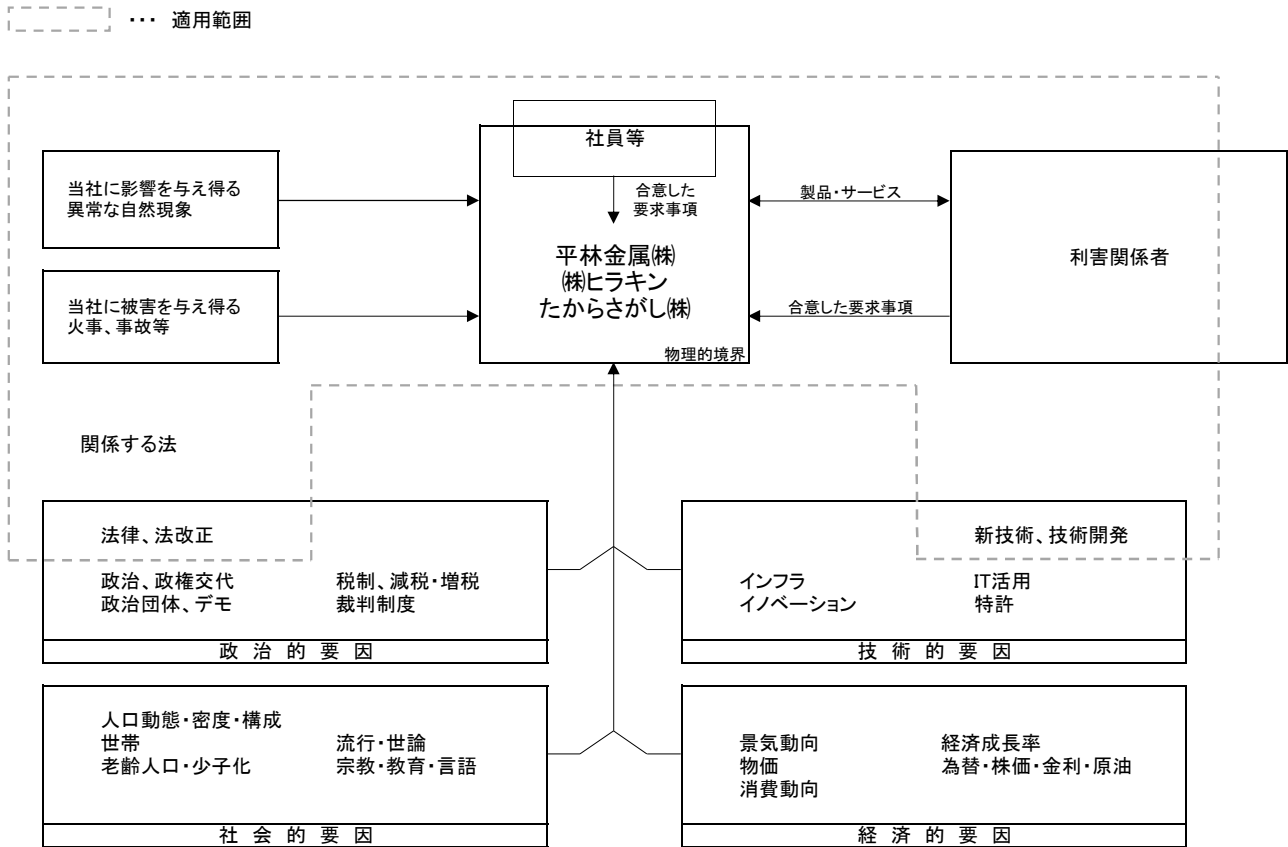 ･･･ 適用範囲
社員等
当社に影響を与え得る
異常な自然現象
合意した
要求事項
製品・サービス
平林金属㈱
㈱ヒラキン
たからさがし㈱
利害関係者
当社に被害を与え得る
火事、事故等
合意した要求事項
物理的境界
関係する法
法律、法改正
政治、政権交代
政治団体、デモ
税制、減税・増税
裁判制度
政治的要因
新技術、技術開発
インフラ
イノベーション
IT活用
特許
技術的要因
人口動態・密度・構成
世帯
老齢人口・少子化
流行・世論
宗教・教育・言語
社会的要因
景気動向
物価
消費動向
経済成長率
為替・株価・金利・原油
経済的要因